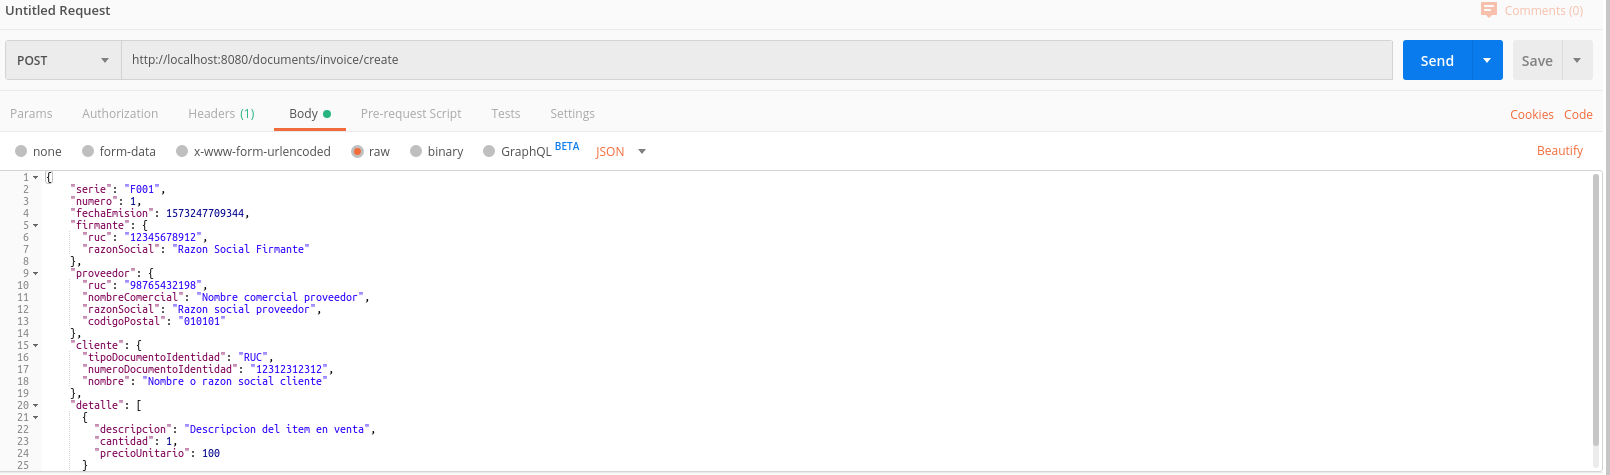 Untitled Request
Comments (0)
POST http://localhost:8080/documents/invoice/create Send Save
Params Authorization Headers (1) Body Pre-request Script Tests Settings Cookies Code
none form-data x-www-form-urlencoded raw binary GraphQL BETA JSON Beautify
1 {
2 "serie": "F001",
3 "numero": 1,
4 "fechaEmision": 1573247709344,
5 "firmante": {
6 "ruc": "12345678912",
7 "razonSocial": "Razon Social Firmante"
8 },
9 "proveedor": {
10 "ruc": "98765432198",
11 "nombreComercial": "Nombre comercial proveedor",
12 "razonSocial": "Razon social proveedor",
13 "codigoPostal": "010101"
14 },
15 "cliente": {
16 "tipoDocumentoIdentidad": "RUC",
17 "numeroDocumentoIdentidad": "12312312312",
18 "nombre": "Nombre o razon social cliente"
19 },
20 "detalle": [
21 {
22 "descripcion": "Descripcion del item en venta",
23 "cantidad": 1,
24 "precioUnitario": 100
25 }